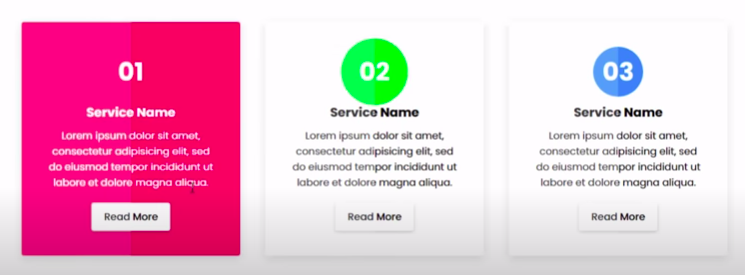 01
Service Name
Lorem ipsum dolor sit amet,
consectetur adipisicing elit, sed
do eiusmod tempor incididunt ut
labore et dolore magna aliqua.
Read More
02
Service Name
Lorem ipsum dolor sit amet,
consectetur adipisicing elit, sed
do eiusmod tempor incididunt ut
labore et dolore magna aliqua.
Read More
03
Service Name
Lorem ipsum dolor sit amet,
consectetur adipisicing elit, sed
do eiusmod tempor incididunt ut
labore et dolore magna aliqua.
Read More